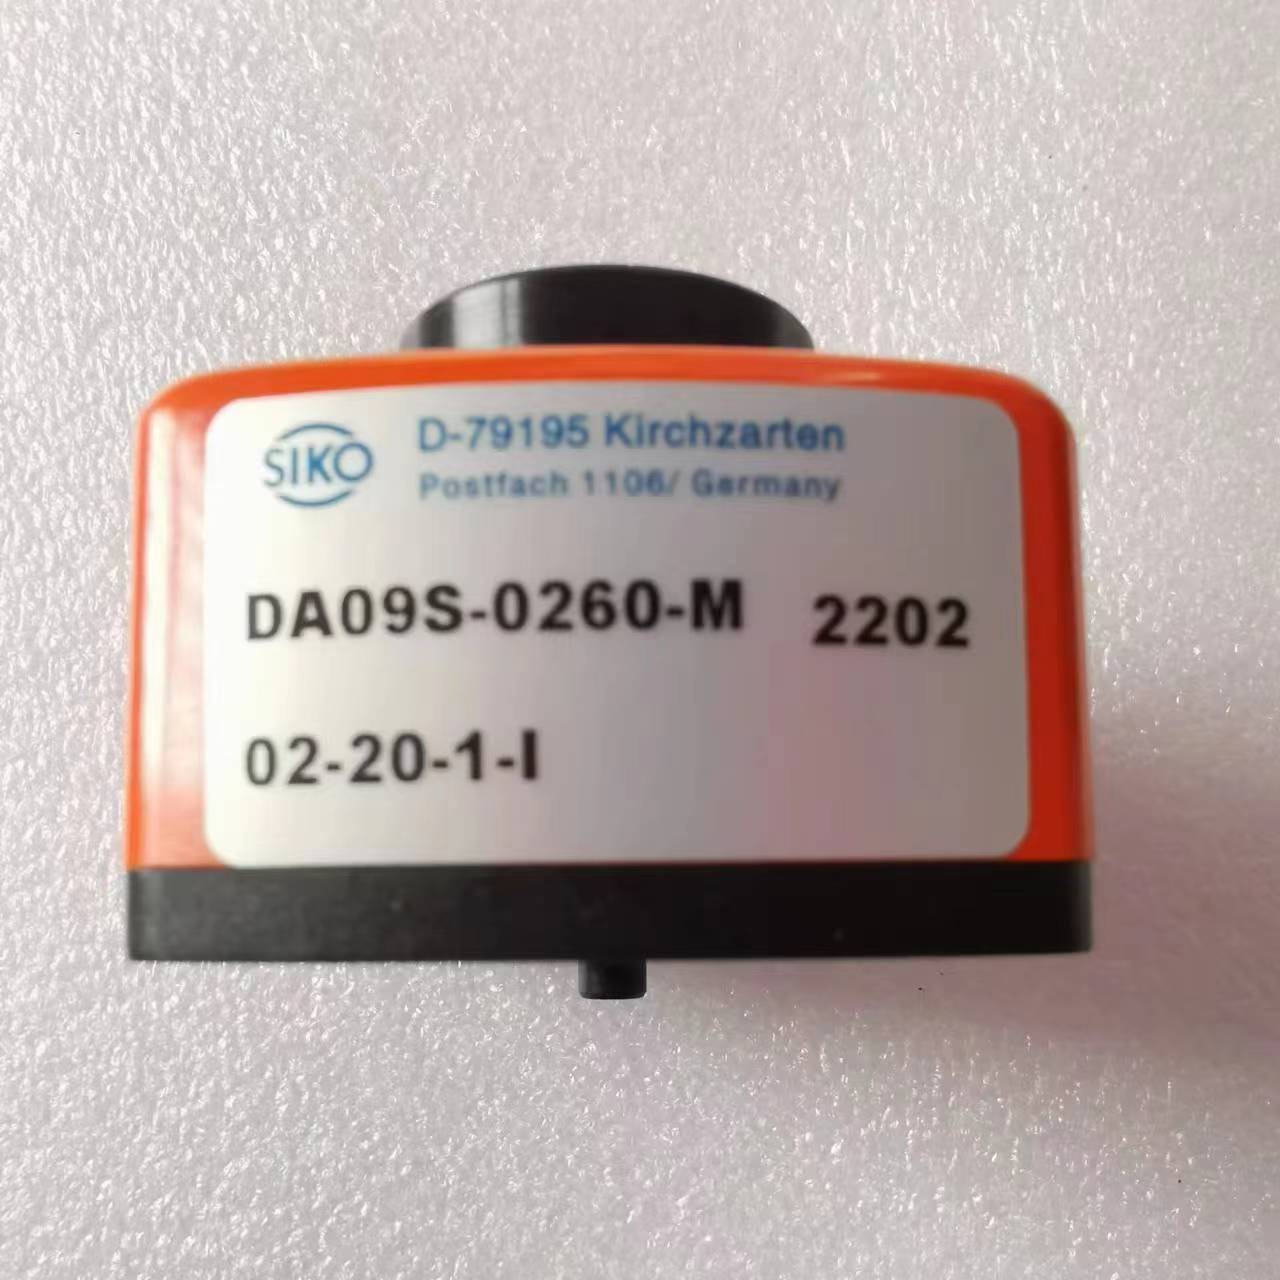 SIKO
D-79195 Kirchzarten
Postfach 1106/ Germany
DA09S-0260-M 2202
02-20-1-I